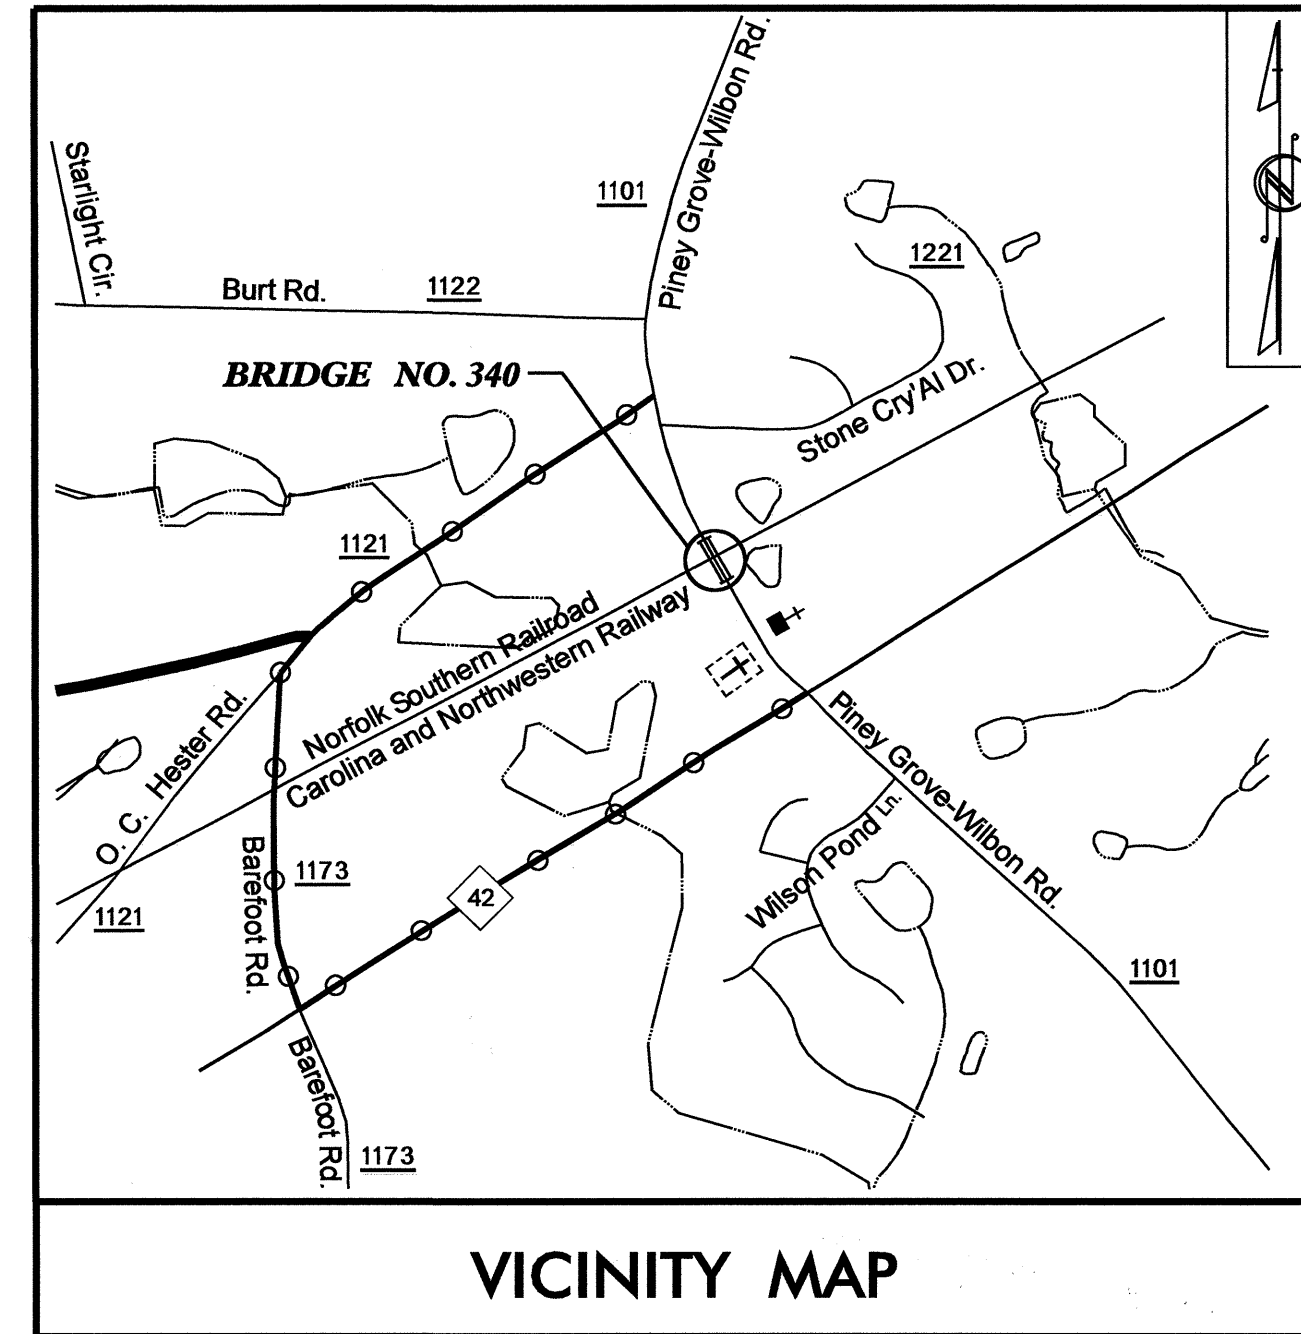 Piney Grove-Wilbon Rd.
Starlight Cir.
1101
1221
Burt Rd.
1122
BRIDGE NO. 340
Stone Cry'Al Dr.
1121
Norfolk Southern Railroad
Carolina and Northwestern Railway
O. C. Hester Rd.
Piney Grove-Wilbon Rd.
Wilson Pond Ln.
Barefoot Rd.
1173
42
1121
1101
Barefoot Rd.
1173
VICINITY MAP